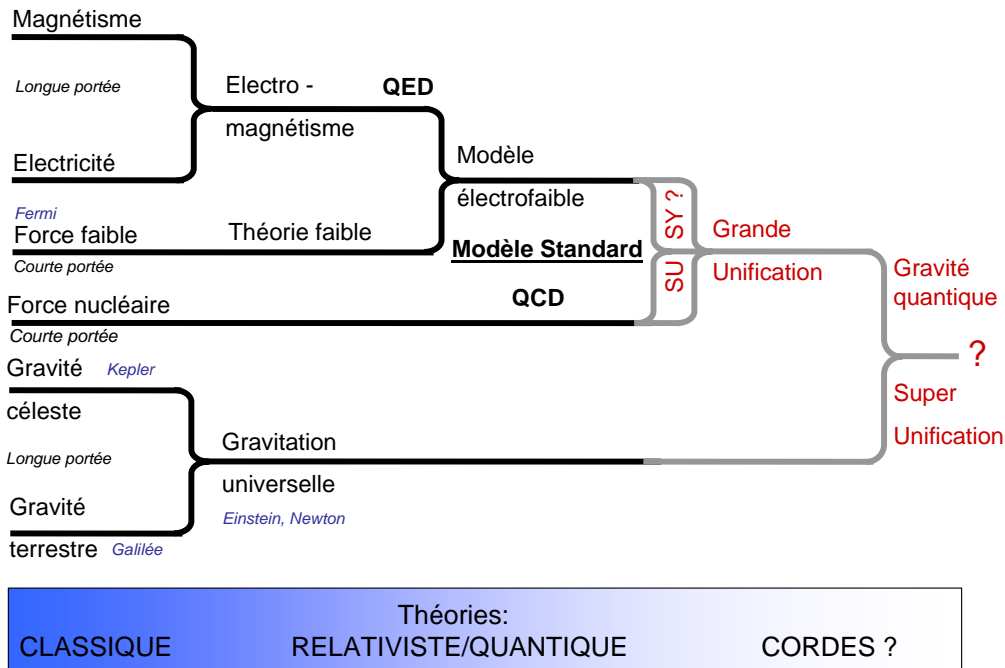 Magnétisme
Longue portée
Electro -
QED
magnétisme
Electricité
Modèle
électrofaible
Fermi
Force faible
Théorie faible
Courte portée
Modèle Standard
SU SY ?
Grande
Unification
Force nucléaire
QCD
Courte portée
Gravité
quantique
?
Super
Unification
Gravité Kepler
céleste
Longue portée
Gravitation
universelle
Einstein, Newton
Gravité
terrestre Galilée
Théories:
CLASSIQUE RELATIVISTE/QUANTIQUE CORDES ?